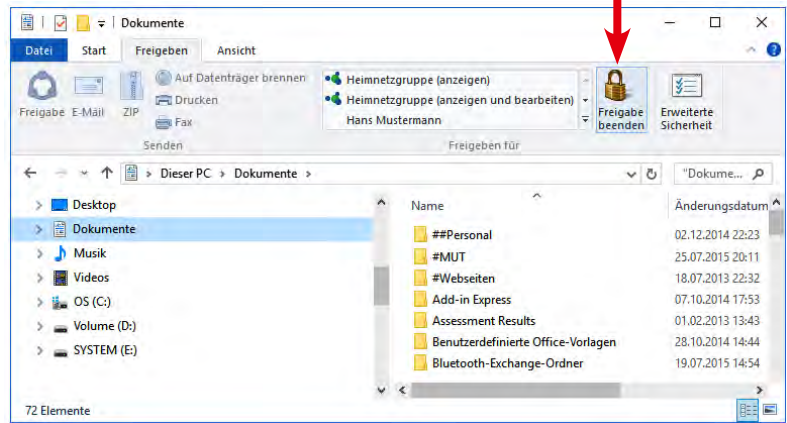 Dokumente
Datei Start Freigeben Ansicht
Freigabe E-Mail ZIP
Auf Datenträger brennen
Drucken
Fax
Senden
Heimnetzgruppe (anzeigen)
Heimnetzgruppe (anzeigen und bearbeiten)
Hans Mustermann
Freigabe
beenden
Erweiterte
Sicherheit
Freigeben für
Dieser PC > Dokumente >
"Dokume...
Desktop
Dokumente
Musik
Videos
OS (C:)
Volume (D:)
SYSTEM (E:)
Name Änderungsdatum
##Personal 02.12.2014 22:23
#MUT 25.07.2015 20:11
#Webseiten 18.07.2013 22:32
Add-in Express 07.10.2014 17:53
Assessment Results 01.02.2013 13:43
Benutzerdefinierte Office-Vorlagen 28.10.2014 14:44
Bluetooth-Exchange-Ordner 19.07.2015 14:54
72 Elemente